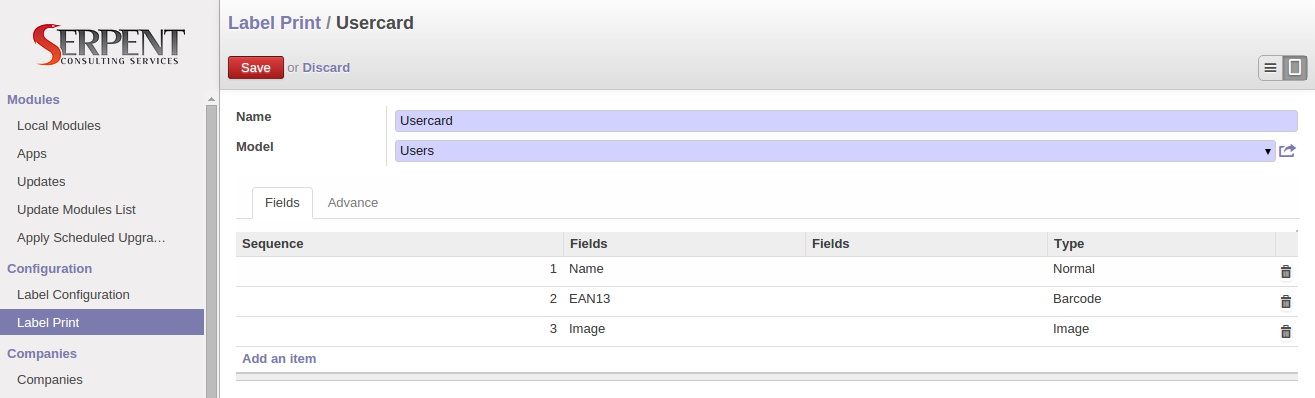 SERPENT
CONSULTING SERVICES
Modules
Local Modules
Apps
Updates
Update Modules List
Apply Scheduled Upgra...
Configuration
Label Configuration
Label Print
Companies
Companies
Label Print / Usercard
Save or Discard
Name Usercard
Model Users
Fields Advance
Sequence Fields Fields Type
1 Name Normal
2 EAN13 Barcode
3 Image Image
Add an item